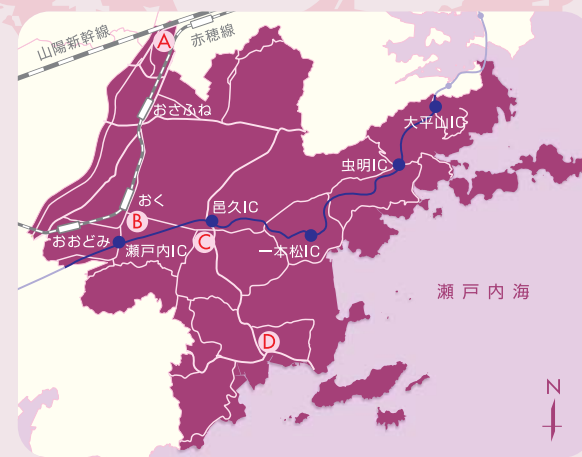 山陽新幹線
赤穂線
A
おさふね
大平山IC
虫明IC
おく
邑久IC
B
おおどみ
瀬戸内IC
C
一本松IC
瀬戸内海
D
N